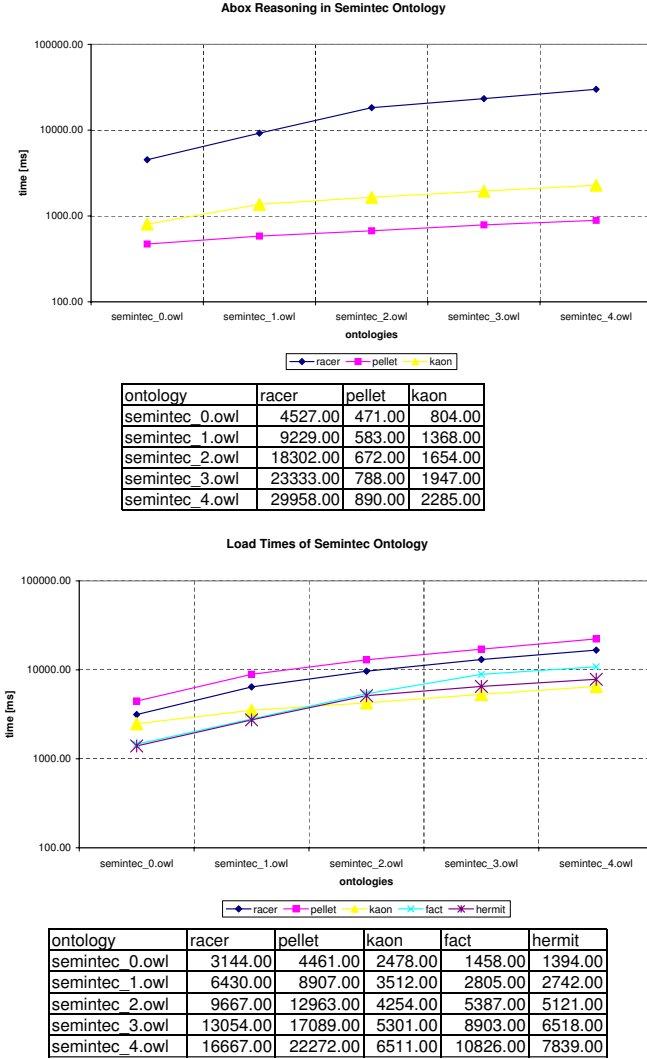 Abox Reasoning in Semintec Ontology
100000.00
10000.00
1000.00
100.00
time [ms]
semintec_0.owl semintec_1.owl semintec_2.owl semintec_3.owl semintec_4.owl
ontologies
racer pellet kaon
ontology racer pellet kaon
semintec_0.owl 4527.00 471.00 804.00
semintec_1.owl 9229.00 583.00 1368.00
semintec_2.owl 18302.00 672.00 1654.00
semintec_3.owl 23333.00 788.00 1947.00
semintec_4.owl 29958.00 890.00 2285.00
Load Times of Semintec Ontology
100000.00
10000.00
1000.00
100.00
time [ms]
semintec_0.owl semintec_1.owl semintec_2.owl semintec_3.owl semintec_4.owl
ontologies
racer pellet kaon fact hermit
ontology racer pellet kaon fact hermit
semintec_0.owl 3144.00 4461.00 2478.00 1458.00 1394.00
semintec_1.owl 6430.00 8907.00 3512.00 2805.00 2742.00
semintec_2.owl 9667.00 12963.00 4254.00 5387.00 5121.00
semintec_3.owl 13054.00 17089.00 5301.00 8903.00 6518.00
semintec_4.owl 16667.00 22272.00 6511.00 10826.00 7839.00